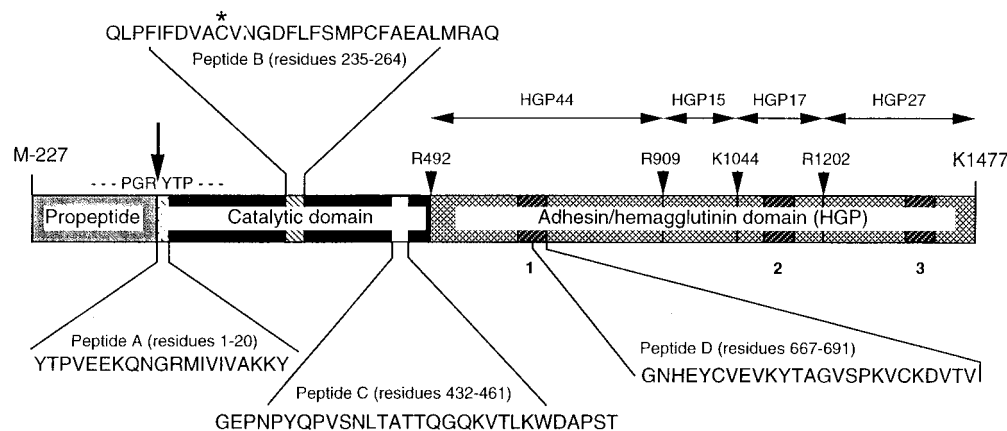 *
QLPFIFDVACVNGDFLFSMPCFAEALMRAQ
Peptide B (residues 235-264)
HGP44 HGP15 HGP17 HGP27
M-227 R492 R909 K1044 R1202 K1477
--- PGR YTP ----
Propeptide Catalytic domain Adhesin/hemagglutinin domain (HGP)
1 2 3
Peptide A (residues 1-20)
YTPVEEKQNGRMIVIVAKKY
Peptide D (residues 667-691)
GNHEYCVEVKYTAGVSPKVCKDVTV
Peptide C (residues 432-461)
GEPNPYQPVSNLTATTQGQKVTLKWDAPST